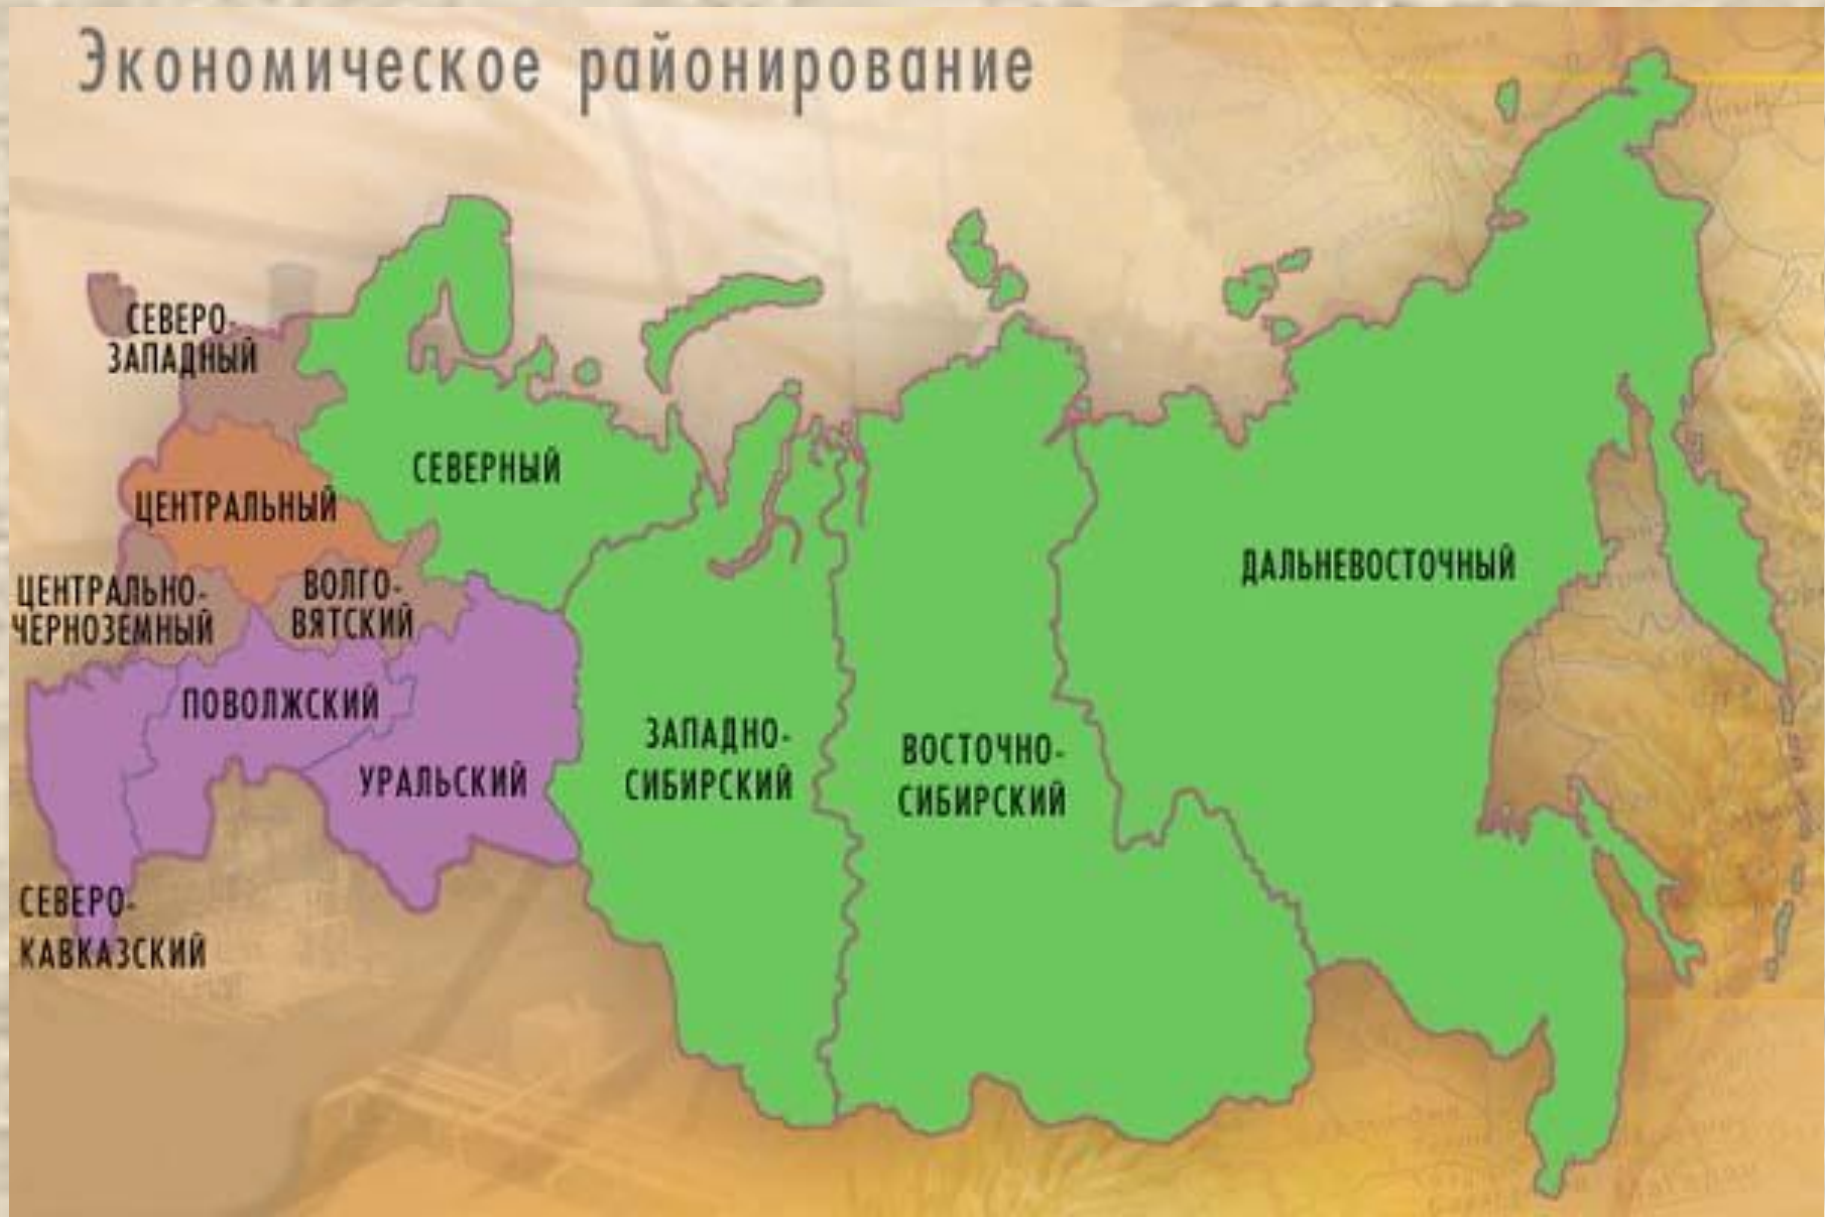 Экономическое районирование
СЕВЕРО-
ЗАПАДНЫЙ
СЕВЕРНЫЙ
ЦЕНТРАЛЬНЫЙ
ЦЕНТРАЛЬНО-
ЧЕРНОЗЕМНЫЙ
ВОЛГО-
ВЯТСКИЙ
ПОВОЛЖСКИЙ
УРАЛЬСКИЙ
СЕВЕРО-
КАВКАЗСКИЙ
ЗАПАДНО-
СИБИРСКИЙ
ВОСТОЧНО-
СИБИРСКИЙ
ДАЛЬНЕВОСТОЧНЫЙ